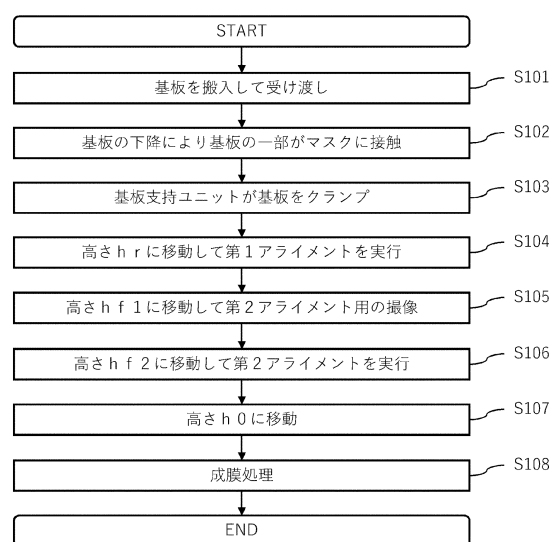 START
基板を搬入して受け渡し
S101
基板の下降により基板の一部がマスクに接触
S102
基板支持ユニットが基板をクランプ
S103
高さｈｒに移動して第１アライメントを実行
S104
高さｈｆ１に移動して第２アライメント用の撮像
S105
高さｈｆ２に移動して第２アライメントを実行
S106
高さｈ０に移動
S107
成膜処理
S108
END